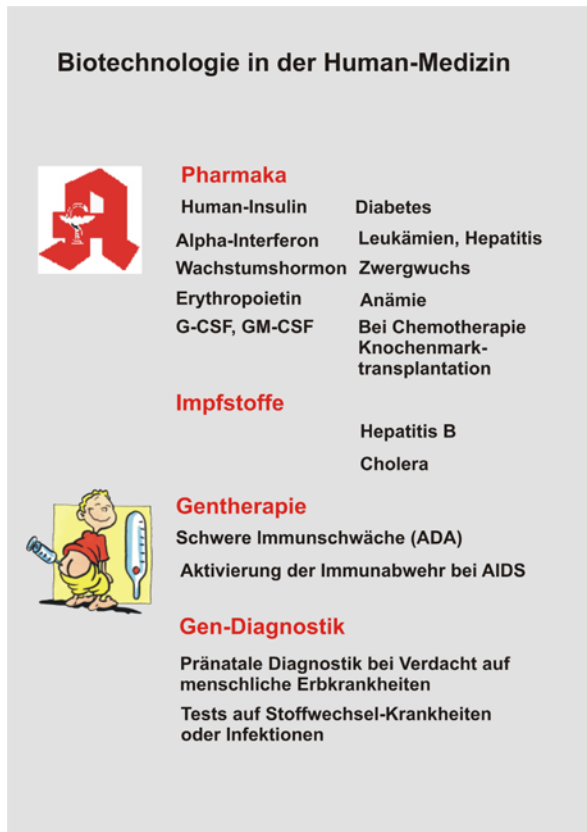 Biotechnologie in der Human-Medizin
Pharmaka
Human-Insulin Diabetes
Alpha-Interferon Leukämien, Hepatitis
Wachstumshormon Zwergwuchs
Erythropoietin Anämie
G-CSF, GM-CSF Bei Chemotherapie
Knochenmark-
transplantation
Impfstoffe
Hepatitis B
Cholera
Gentherapie
Schwere Immunschwäche (ADA)
Aktivierung der Immunabwehr bei AIDS
Gen-Diagnostik
Pränatale Diagnostik bei Verdacht auf
menschliche Erbkrankheiten
Tests auf Stoffwechsel-Krankheiten
oder Infektionen